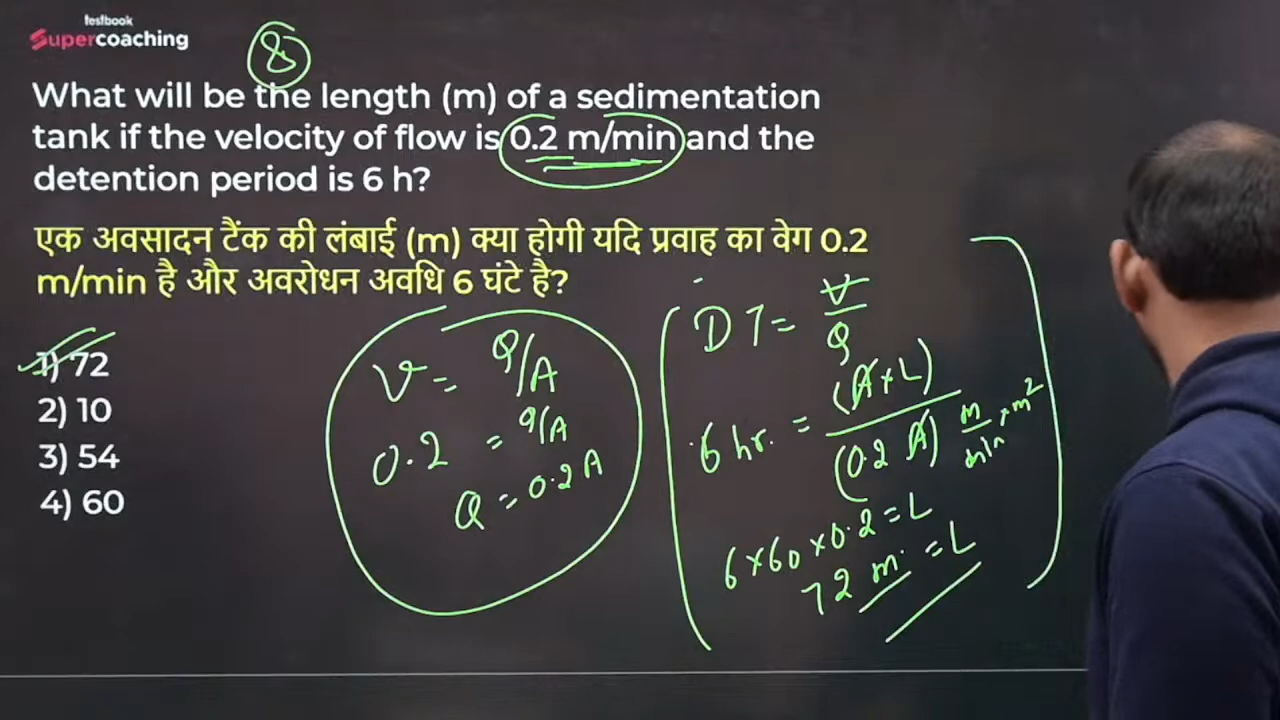 testbook
Supercoaching
8
What will be the length (m) of a sedimentation
tank if the velocity of flow is 0.2 m/min and the
detention period is 6 h?
एक अवसादन टैंक की लंबाई (m) क्या होगी यदि प्रवाह का वेग 0.2
m/min है और अवरोधन अवधि 6 घंटे है?
1) 72
2) 10
3) 54
4) 60
V = Q/A
0.2 = Q/A
Q = 0.2 A
DT = V/Q
6 hr. = (A × L) / (0.2 A) m/min × m²
6×60×0.2 = L
72 m. = L